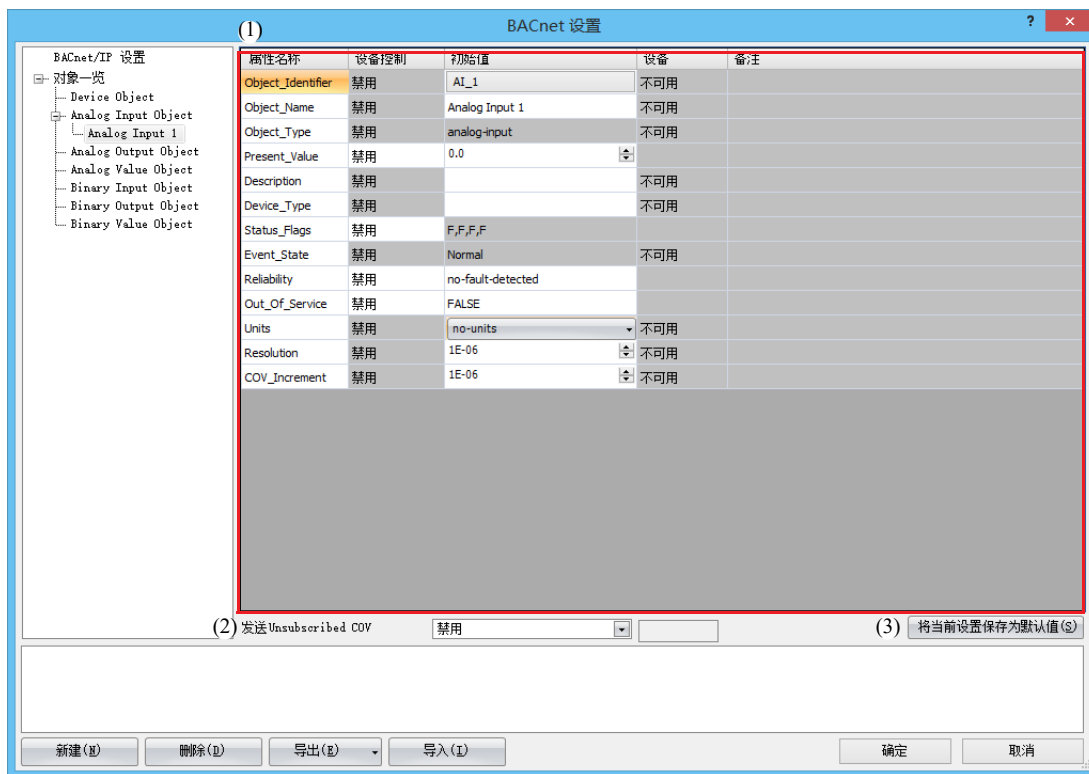 (1) BACnet 设置 ? ×
BACnet/IP 设置
对象一览
Device Object
Analog Input Object
Analog Input 1
Analog Output Object
Analog Value Object
Binary Input Object
Binary Output Object
Binary Value Object
属性名称 设备控制 初始值 设备 备注
Object_Identifier 禁用 AI_1 不可用
Object_Name 禁用 Analog Input 1 不可用
Object_Type 禁用 analog-input 不可用
Present_Value 禁用 0.0
Description 禁用 不可用
Device_Type 禁用 不可用
Status_Flags 禁用 F,F,F,F
Event_State 禁用 Normal 不可用
Reliability 禁用 no-fault-detected
Out_Of_Service 禁用 FALSE
Units 禁用 no-units 不可用
Resolution 禁用 1E-06 不可用
COV_Increment 禁用 1E-06 不可用
(2) 发送Unsubscribed COV 禁用 (3) 将当前设置保存为默认值(S)
新建(N) 删除(D) 导出(E) 导入(I) 确定 取消